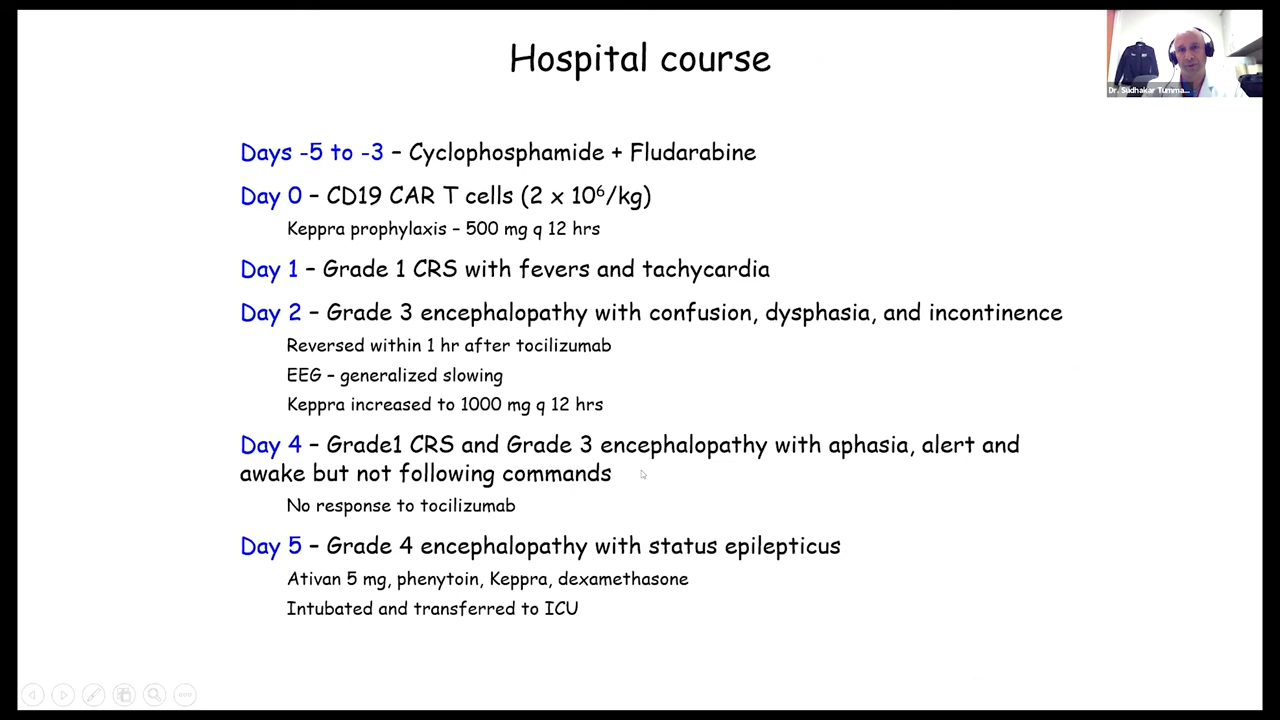 Hospital course
Dr. Sudhakar Tumma...
Days -5 to -3 – Cyclophosphamide + Fludarabine
Day 0 – CD19 CAR T cells (2 x 10⁶/kg)
Keppra prophylaxis – 500 mg q 12 hrs
Day 1 – Grade 1 CRS with fevers and tachycardia
Day 2 – Grade 3 encephalopathy with confusion, dysphasia, and incontinence
Reversed within 1 hr after tocilizumab
EEG – generalized slowing
Keppra increased to 1000 mg q 12 hrs
Day 4 – Grade1 CRS and Grade 3 encephalopathy with aphasia, alert and
awake but not following commands
No response to tocilizumab
Day 5 – Grade 4 encephalopathy with status epilepticus
Ativan 5 mg, phenytoin, Keppra, dexamethasone
Intubated and transferred to ICU